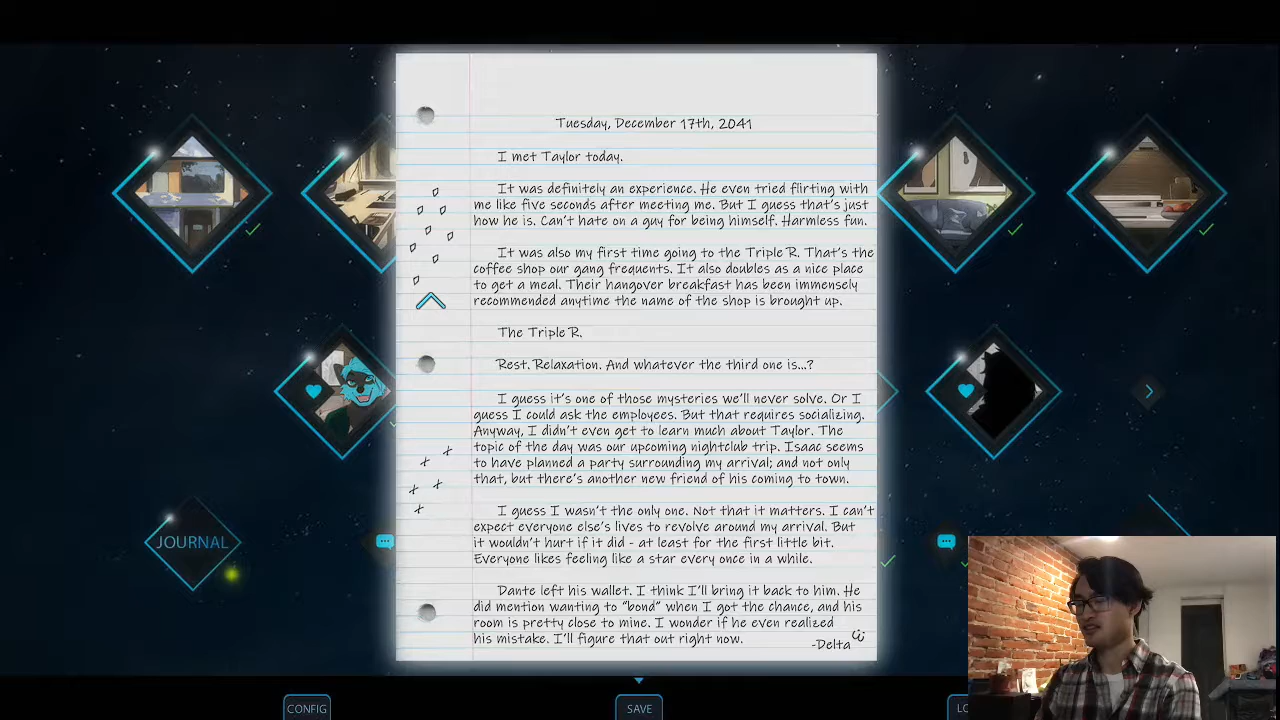 Tuesday, December 17th, 2041
I met Taylor today.
It was definitely an experience. He even tried flirting with
me like five seconds after meeting me. But I guess that's just
how he is. Can't hate on a guy for being himself. Harmless fun.
It was also my first time going to the Triple R. That's the
coffee shop our gang frequents. It also doubles as a nice place
to get a meal. Their hangover breakfast has been immensely
recommended anytime the name of the shop is brought up.
The Triple R.
Rest. Relaxation. And whatever the third one is...?
I guess it's one of those mysteries we'll never solve. Or I
guess I could ask the employees. But that requires socializing.
Anyway, I didn't even get to learn much about Taylor. The
topic of the day was our upcoming nightclub trip. Isaac seems
to have planned a party surrounding my arrival; and not only
that, but there's another new friend of his coming to town.
I guess I wasn't the only one. Not that it matters. I can't
expect everyone else's lives to revolve around my arrival. But
it wouldn't hurt if it did - at least for the first little bit.
Everyone likes feeling like a star every once in a while.
Dante left his wallet. I think I'll bring it back to him. He
did mention wanting to "bond" when I got the chance, and his
room is pretty close to mine. I wonder if he even realized
his mistake. I'll figure that out right now.
-Delta
JOURNAL
CONFIG
SAVE